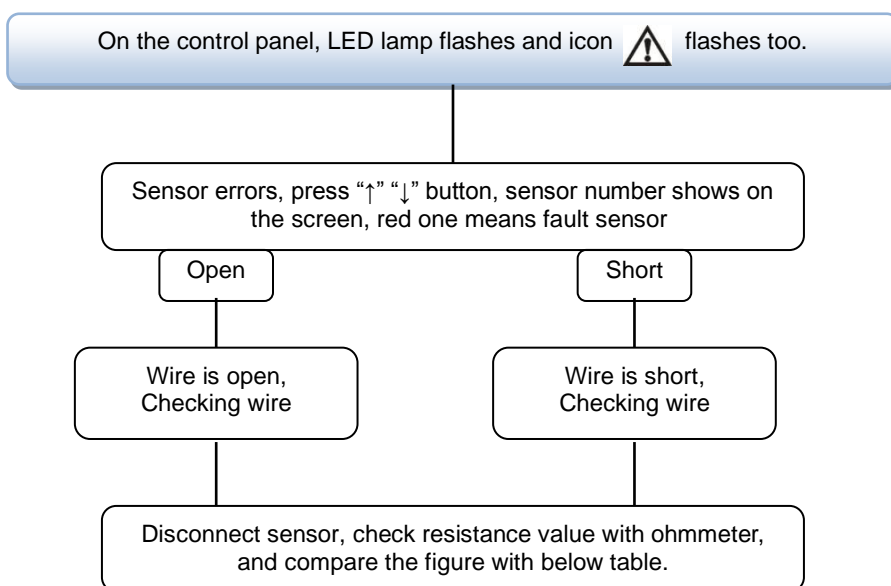 On the control panel, LED lamp flashes and icon flashes too.
Sensor errors, press “↑” “↓” button, sensor number shows on
the screen, red one means fault sensor
Open
Short
Wire is open,
Checking wire
Wire is short,
Checking wire
Disconnect sensor, check resistance value with ohmmeter,
and compare the figure with below table.